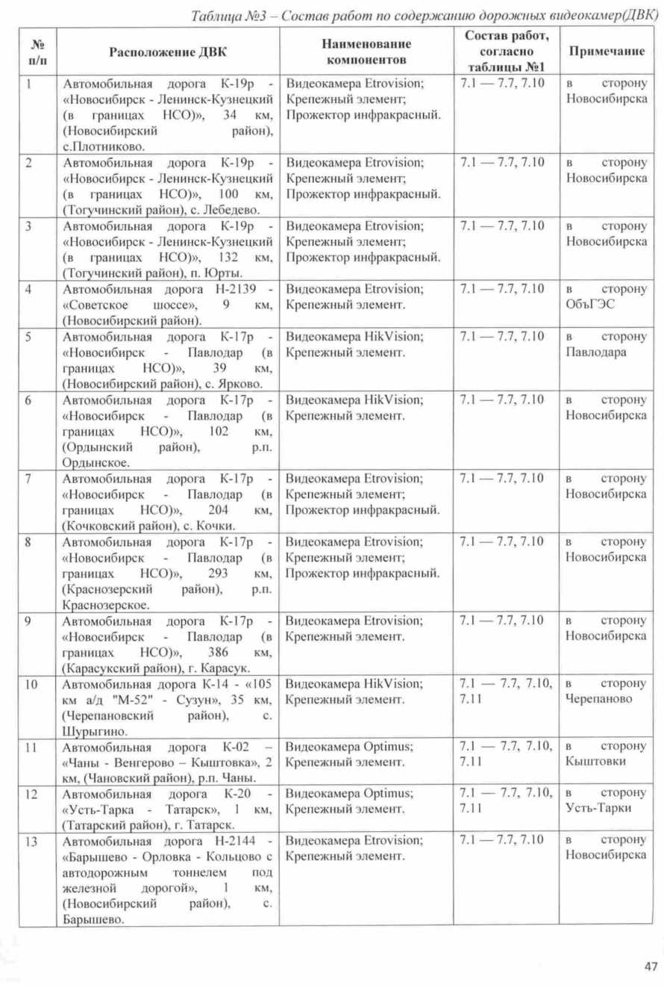 Таблица №3 – Состав работ по содержанию дорожных видеокамер(ДВК)
№ п/п
Расположение ДВК
Наименование
компонентов
Состав работ,
согласно
таблицы №1
Примечание
1
Автомобильная дорога К-19р -
«Новосибирск - Ленинск-Кузнецкий
(в границах НСО)», 34 км,
(Новосибирский район),
с.Плотниково.
Видеокамера Etrovision;
Крепежный элемент;
Прожектор инфракрасный.
7.1 — 7.7, 7.10
в сторону
Новосибирска
2
Автомобильная дорога К-19р -
«Новосибирск - Ленинск-Кузнецкий
(в границах НСО)», 100 км,
(Тогучинский район), с. Лебедево.
Видеокамера Etrovision;
Крепежный элемент;
Прожектор инфракрасный.
7.1 — 7.7, 7.10
в сторону
Новосибирска
3
Автомобильная дорога К-19р -
«Новосибирск - Ленинск-Кузнецкий
(в границах НСО)», 132 км,
(Тогучинский район), п. Юрты.
Видеокамера Etrovision;
Крепежный элемент;
Прожектор инфракрасный.
7.1 — 7.7, 7.10
в сторону
Новосибирска
4
Автомобильная дорога Н-2139 -
«Советское шоссе», 9 км,
(Новосибирский район).
Видеокамера Etrovision;
Крепежный элемент.
7.1 — 7.7, 7.10
в сторону
ОбъГЭС
5
Автомобильная дорога К-17р -
«Новосибирск - Павлодар (в
границах НСО)», 39 км,
(Новосибирский район), с. Ярково.
Видеокамера HikVision;
Крепежный элемент.
7.1 — 7.7, 7.10
в сторону
Павлодара
6
Автомобильная дорога К-17р -
«Новосибирск - Павлодар (в
границах НСО)», 102 км,
(Ордынский район), р.п.
Ордынское.
Видеокамера HikVision;
Крепежный элемент.
7.1 — 7.7, 7.10
в сторону
Новосибирска
7
Автомобильная дорога К-17р -
«Новосибирск - Павлодар (в
границах НСО)», 204 км,
(Кочковский район), с. Кочки.
Видеокамера Etrovision;
Крепежный элемент;
Прожектор инфракрасный.
7.1 — 7.7, 7.10
в сторону
Новосибирска
8
Автомобильная дорога К-17р -
«Новосибирск - Павлодар (в
границах НСО)», 293 км,
(Краснозерский район), р.п.
Краснозерское.
Видеокамера Etrovision;
Крепежный элемент;
Прожектор инфракрасный.
7.1 — 7.7, 7.10
в сторону
Новосибирска
9
Автомобильная дорога К-17р -
«Новосибирск - Павлодар (в
границах НСО)», 386 км,
(Карасукский район), г. Карасук.
Видеокамера Etrovision;
Крепежный элемент.
7.1 — 7.7, 7.10
в сторону
Новосибирска
10
Автомобильная дорога К-14 - «105
км а/д "М-52" - Сузун», 35 км,
(Черепановский район), с.
Шурыгино.
Видеокамера HikVision;
Крепежный элемент.
7.1 — 7.7, 7.10,
7.11
в сторону
Черепаново
11
Автомобильная дорога К-02 –
«Чаны - Венгерово – Кыштовка», 2
км, (Чановский район), р.п. Чаны.
Видеокамера Optimus;
Крепежный элемент.
7.1 — 7.7, 7.10,
7.11
в сторону
Кыштовки
12
Автомобильная дорога К-20 -
«Усть-Тарка - Татарск», 1 км,
(Татарский район), г. Татарск.
Видеокамера Optimus;
Крепежный элемент.
7.1 — 7.7, 7.10,
7.11
в сторону
Усть-Тарки
13
Автомобильная дорога Н-2144 -
«Барышево - Орловка - Кольцово с
автодорожным тоннелем под
железной дорогой», 1 км,
(Новосибирский район), с.
Барышево.
Видеокамера Etrovision;
Крепежный элемент.
7.1 — 7.7, 7.10
в сторону
Новосибирска
47